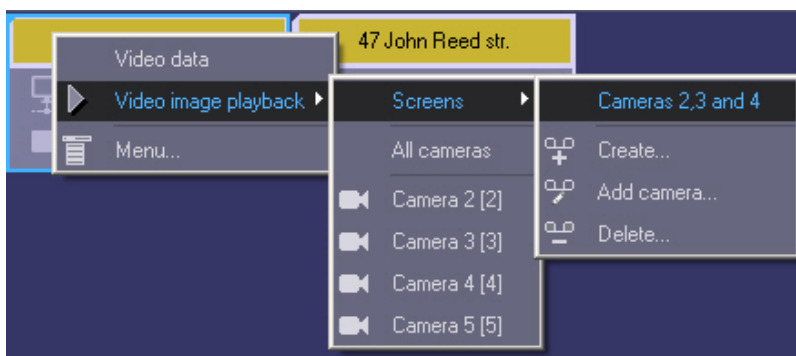 47 John Reed str.
Video data
Video image playback
Menu...
Screens
All cameras
Camera 2 [2]
Camera 3 [3]
Camera 4 [4]
Camera 5 [5]
Cameras 2,3 and 4
Create...
Add camera...
Delete...